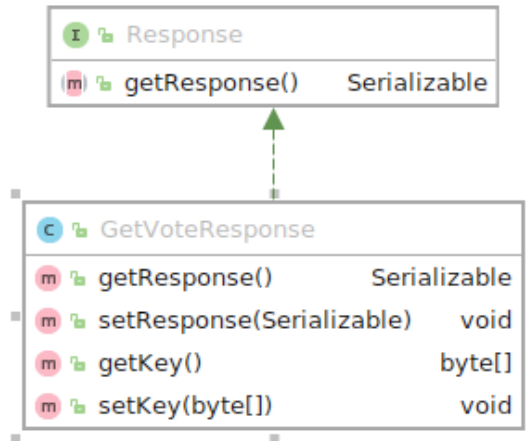 I Response
m getResponse() Serializable
C GetVoteResponse
m getResponse() Serializable
m setResponse(Serializable) void
m getKey() byte[]
m setKey(byte[]) void